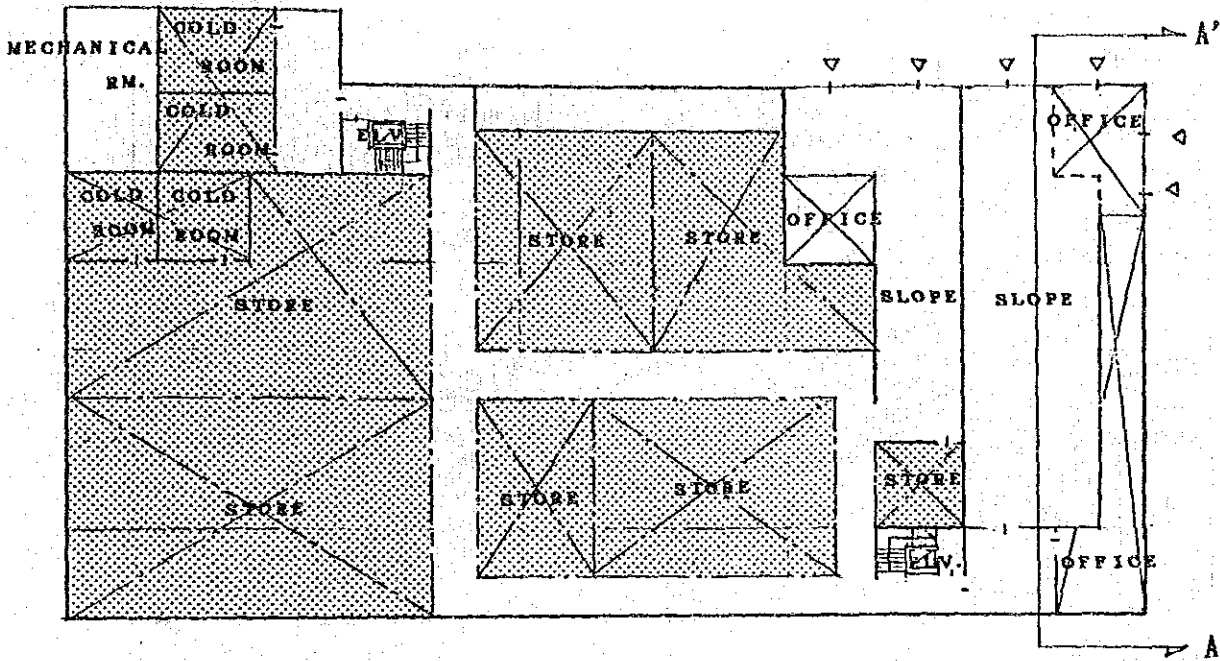 COLD
ROOM
MECHANICAL
RM.
A'
COLD
ROOM
OFFICE
ELV.
COLD
ROOM
COLD
ROOM
OFFICE
STORE
STORE
STORE
SLOPE
SLOPE
STORE
STORE
STORE
STORE
ELV.
OFFICE
A